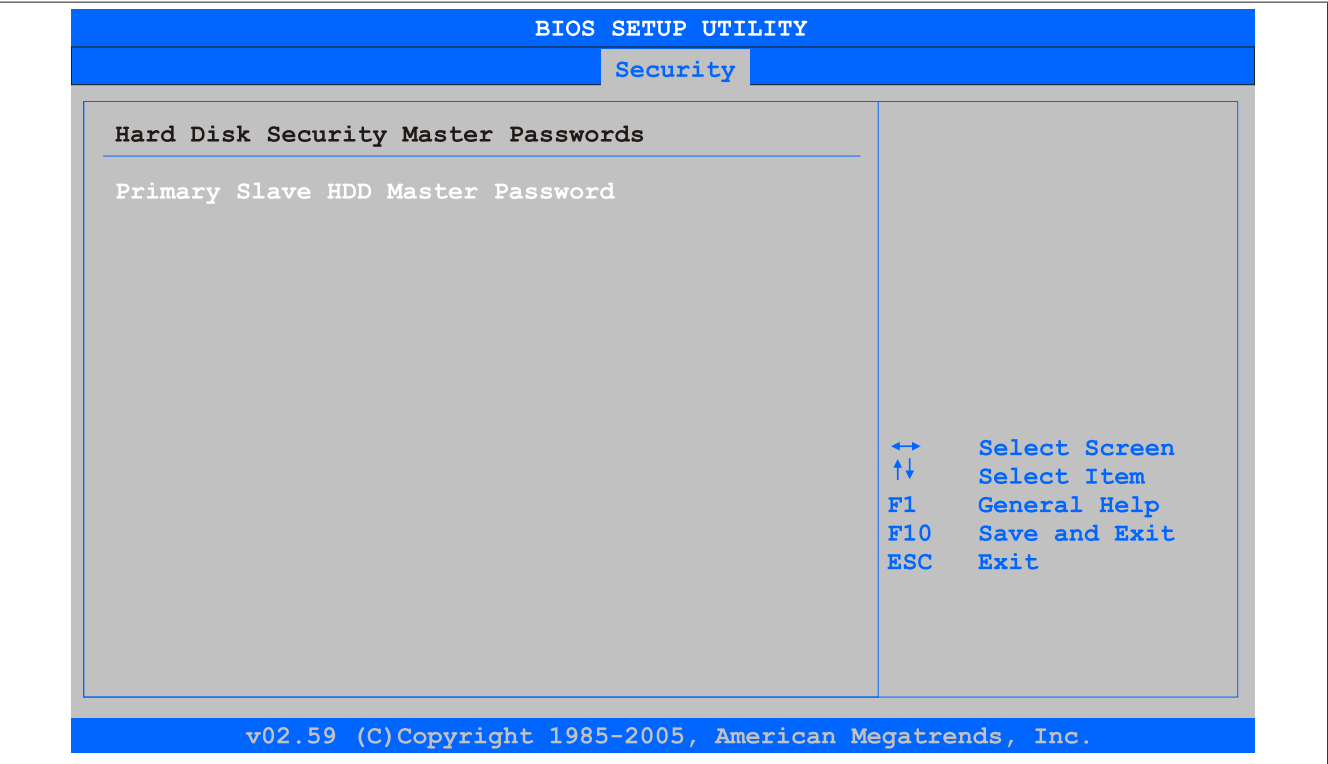 BIOS SETUP UTILITY
Security
Hard Disk Security Master Passwords
Primary Slave HDD Master Password
↔ Select Screen
↑↓ Select Item
F1 General Help
F10 Save and Exit
ESC Exit
v02.59 (C)Copyright 1985-2005, American Megatrends, Inc.